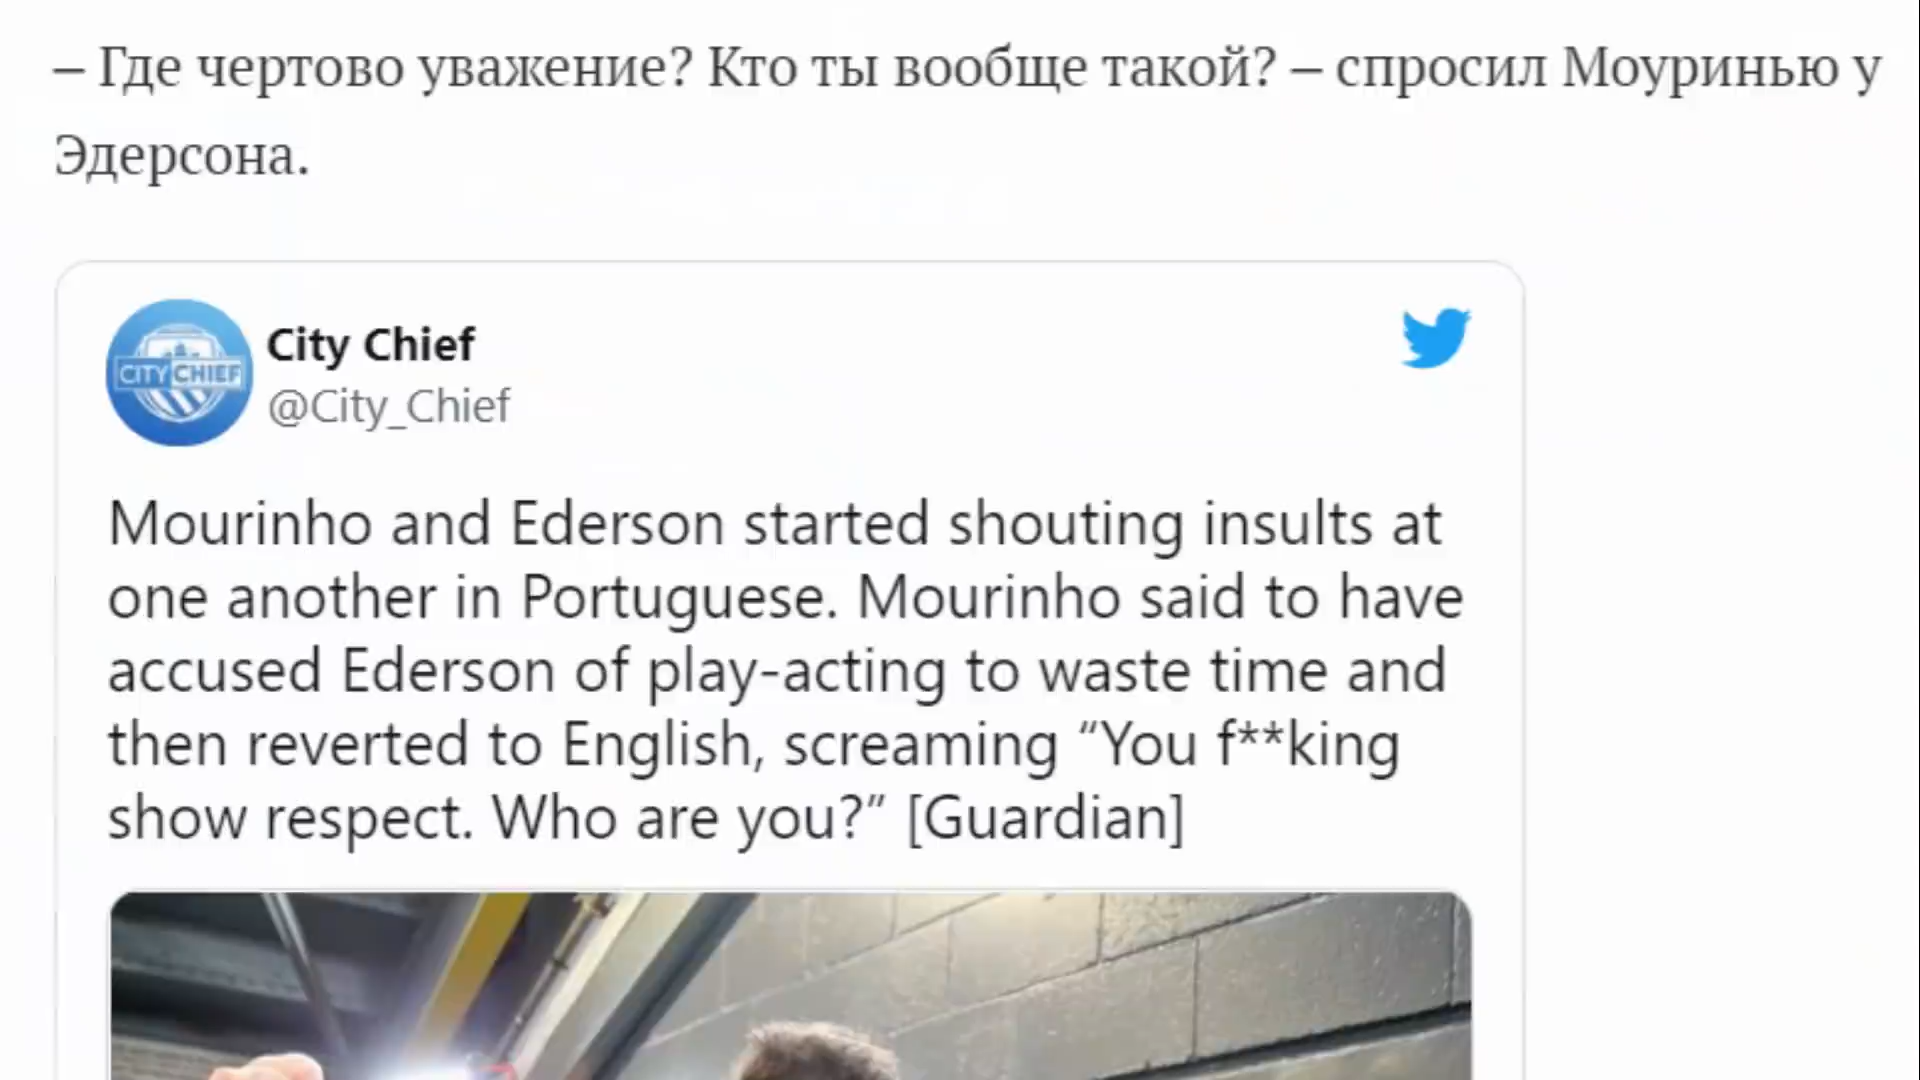 – Где чертово уважение? Кто ты вообще такой? – спросил Моуринью у
Эдерсона.
CITY CHIEF
City Chief
@City_Chief
Mourinho and Ederson started shouting insults at
one another in Portuguese. Mourinho said to have
accused Ederson of play-acting to waste time and
then reverted to English, screaming “You f**king
show respect. Who are you?” [Guardian]